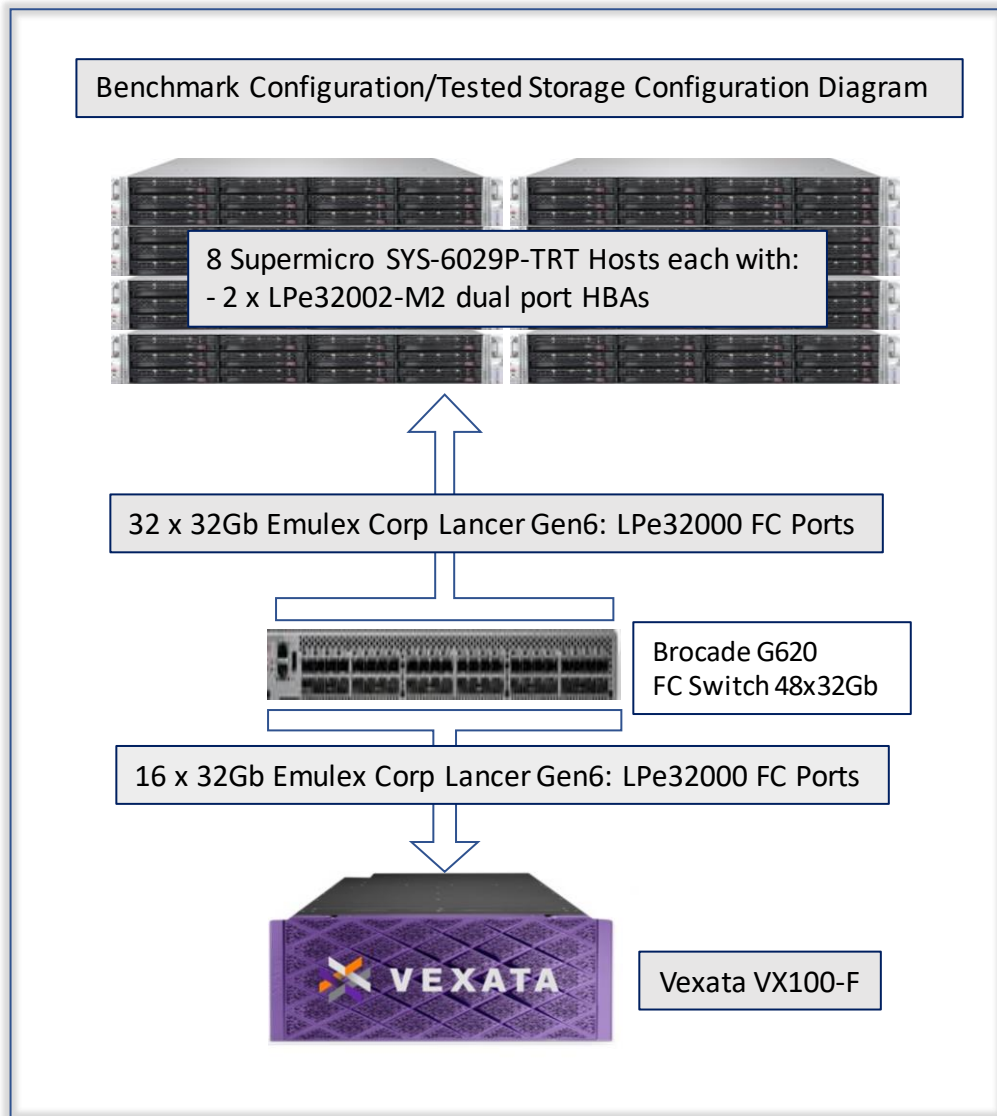 Benchmark Configuration/Tested Storage Configuration Diagram
8 Supermicro SYS-6029P-TRT Hosts each with:
- 2 x LPe32002-M2 dual port HBAs
32 x 32Gb Emulex Corp Lancer Gen6: LPe32000 FC Ports
Brocade G620
FC Switch 48x32Gb
16 x 32Gb Emulex Corp Lancer Gen6: LPe32000 FC Ports
VEXATA
Vexata VX100-F